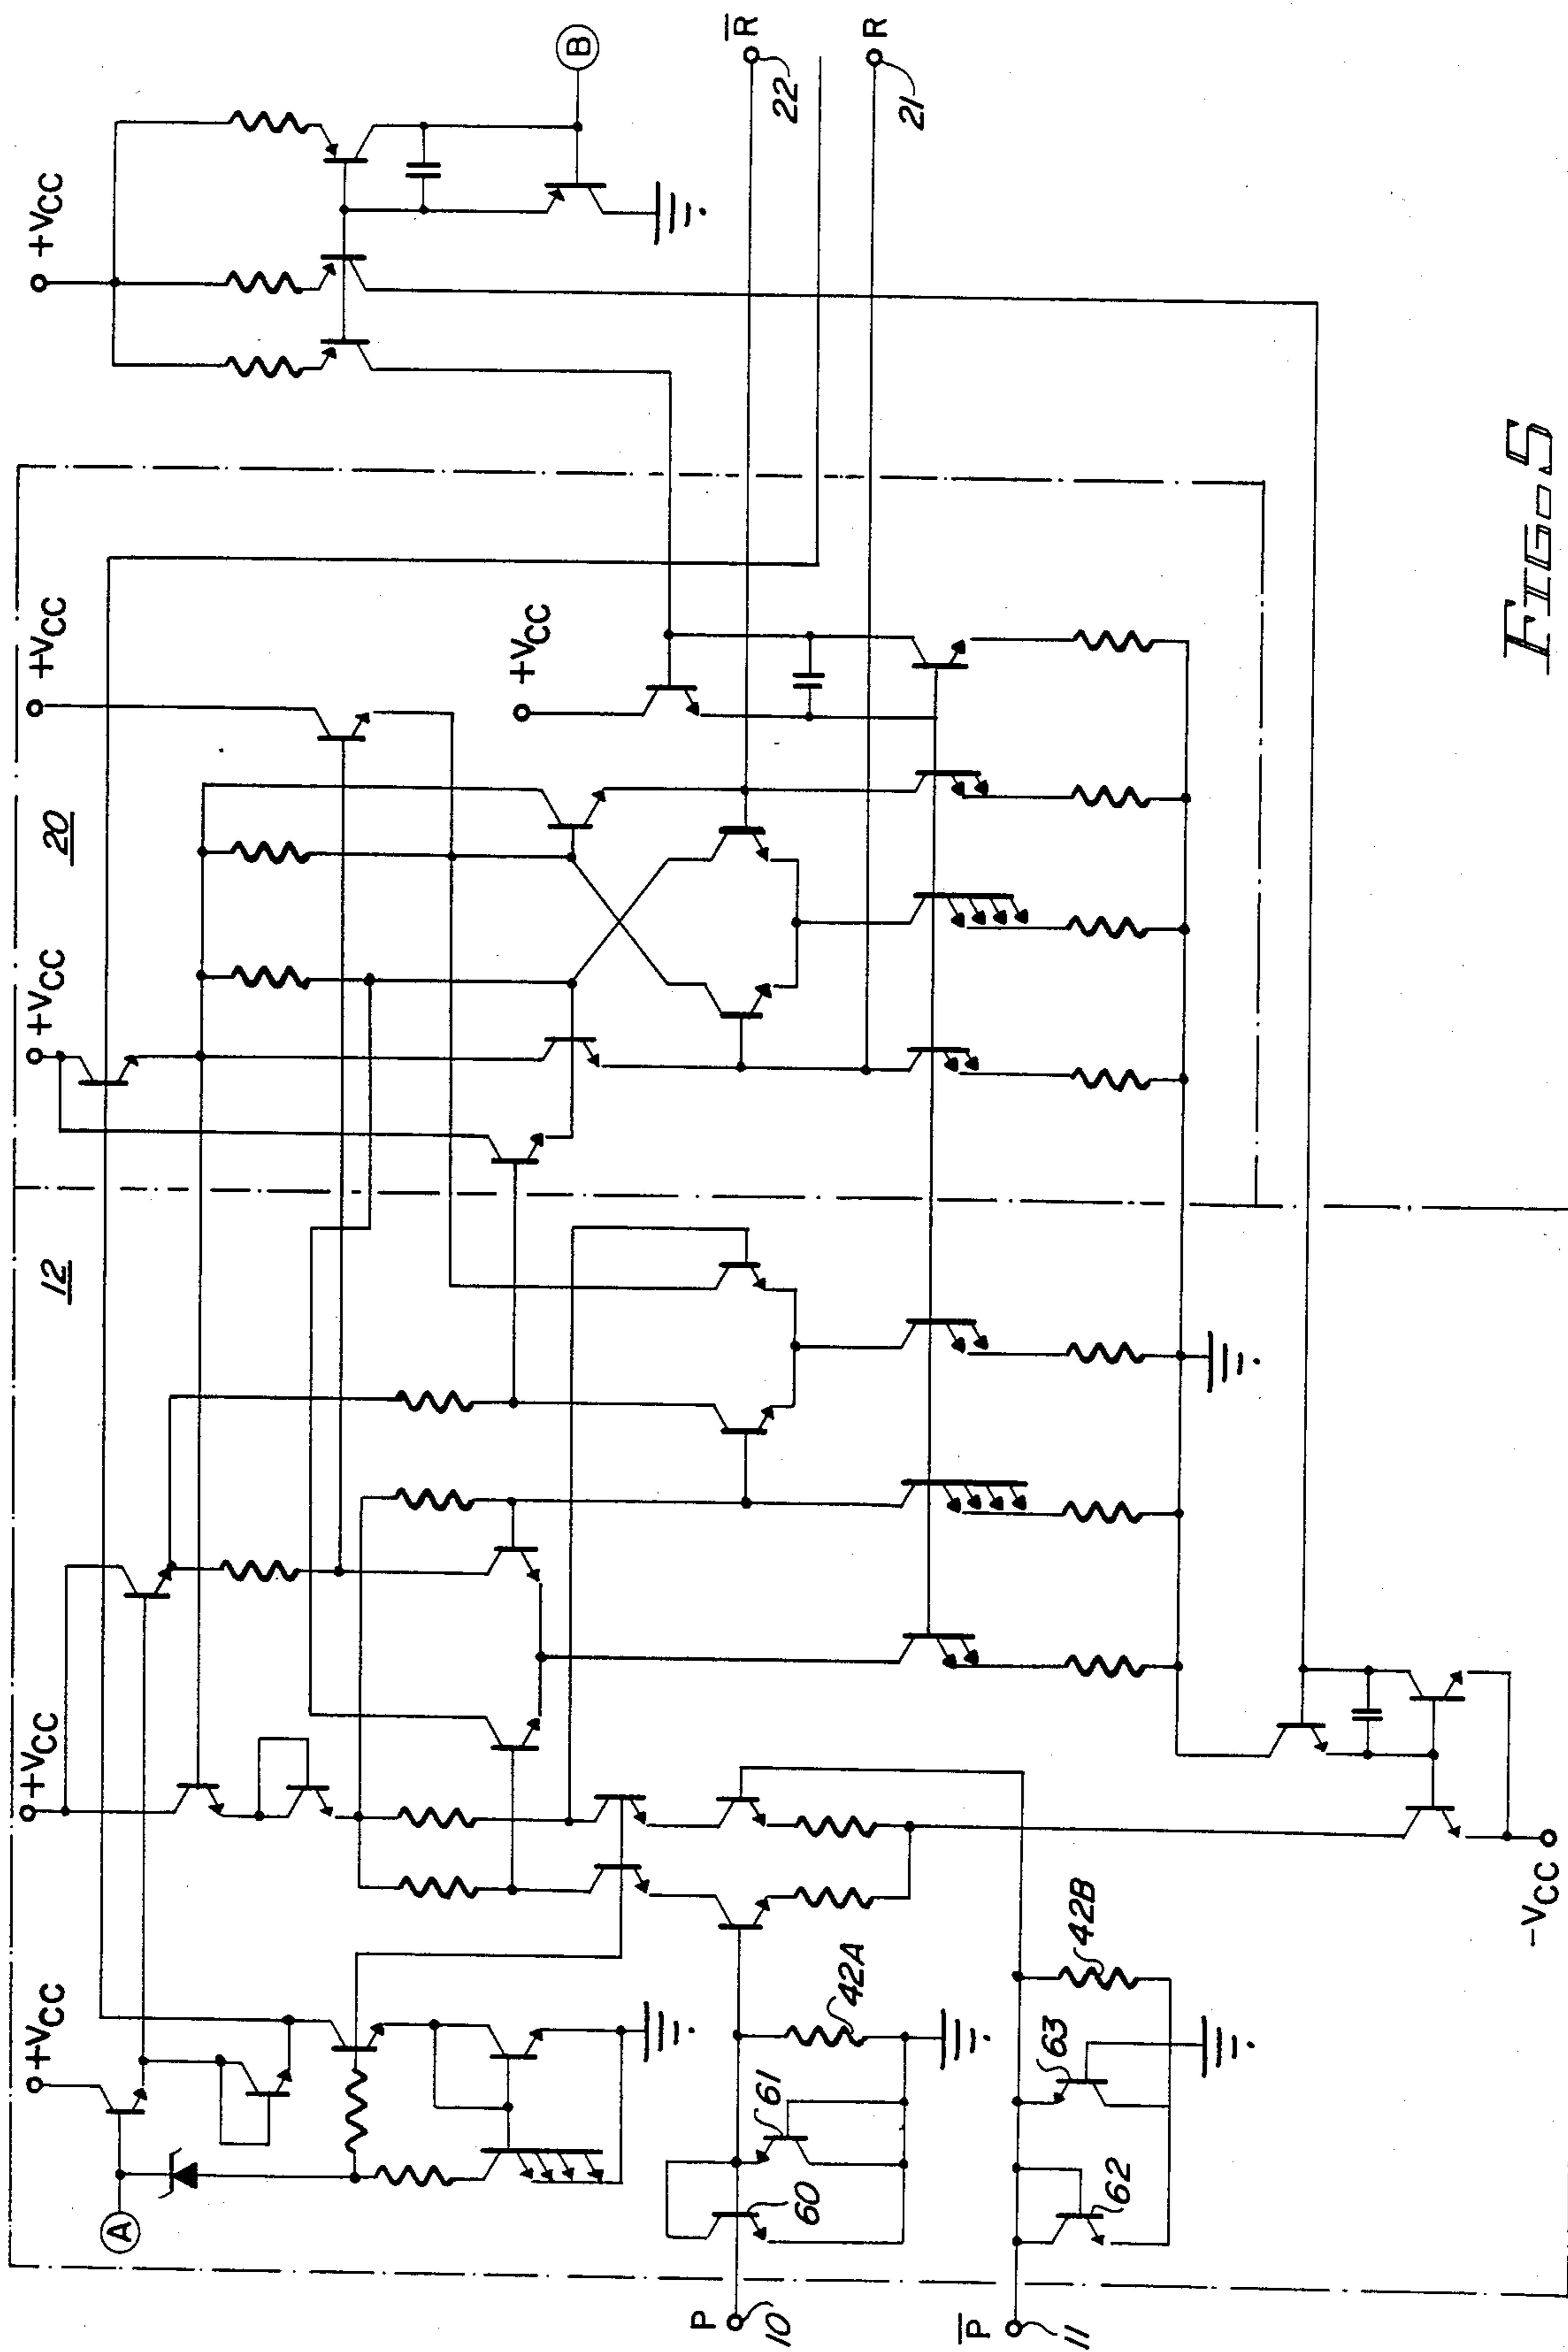 +VCC
+VCC
12
+VCC
20
+VCC
+VCC
A
+VCC
B
P
10
60
61
42A
R̅
22
R
21
P̅
11
62
63
42B
-VCC
FIG-5